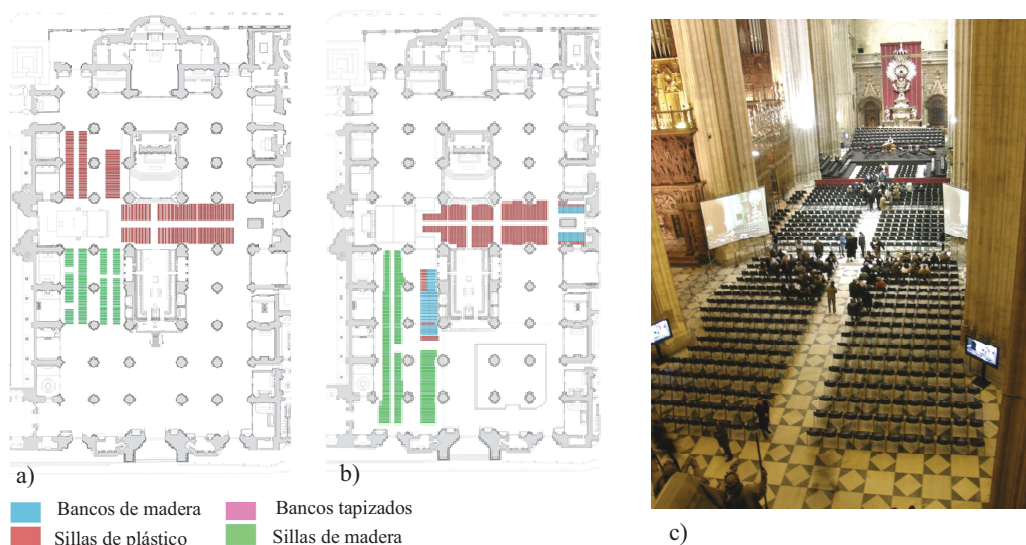 a)
b)
Bancos de madera
Bancos tapizados
Sillas de plástico
Sillas de madera
c)